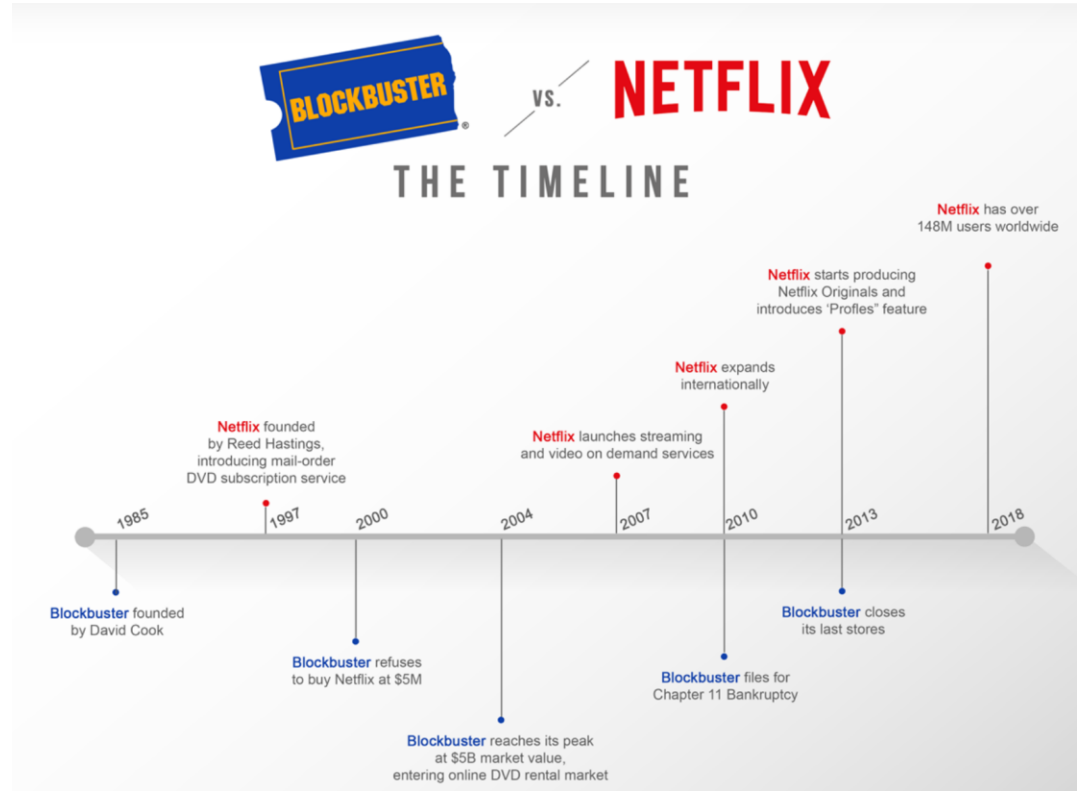 BLOCKBUSTER
®
VS.
NETFLIX
THE TIMELINE
Netflix has over
148M users worldwide
Netflix starts producing
Netflix Originals and
introduces ‘Profles” feature
Netflix expands
internationally
Netflix founded
by Reed Hastings,
introducing mail-order
DVD subscription service
Netflix launches streaming
and video on demand services
1985
1997
2000
2004
2007
2010
2013
2018
Blockbuster founded
by David Cook
Blockbuster refuses
to buy Netflix at $5M
Blockbuster reaches its peak
at $5B market value,
entering online DVD rental market
Blockbuster files for
Chapter 11 Bankruptcy
Blockbuster closes
its last stores